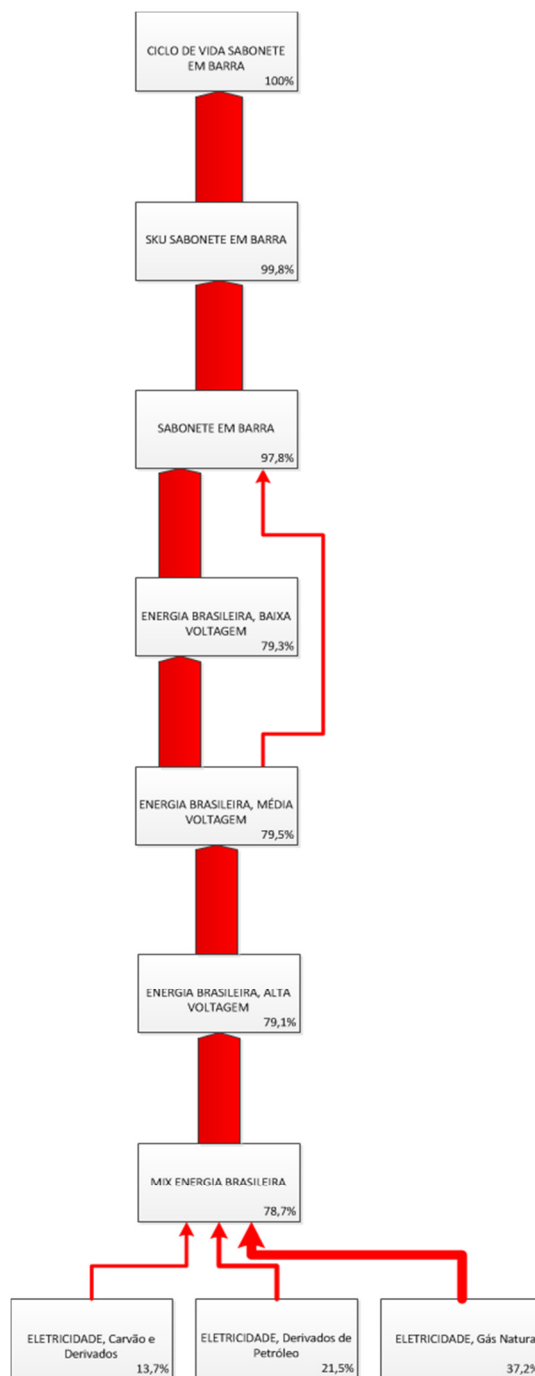 CICLO DE VIDA SABONETE
EM BARRA
100%
SKU SABONETE EM BARRA
99,8%
SABONETE EM BARRA
97,8%
ENERGIA BRASILEIRA, BAIXA
VOLTAGEM
79,3%
ENERGIA BRASILEIRA, MÉDIA
VOLTAGEM
79,5%
ENERGIA BRASILEIRA, ALTA
VOLTAGEM
79,1%
MIX ENERGIA BRASILEIRA
78,7%
ELETRICIDADE, Carvão e
Derivados
13,7%
ELETRICIDADE, Derivados de
Petróleo
21,5%
ELETRICIDADE, Gás Natural
37,2%